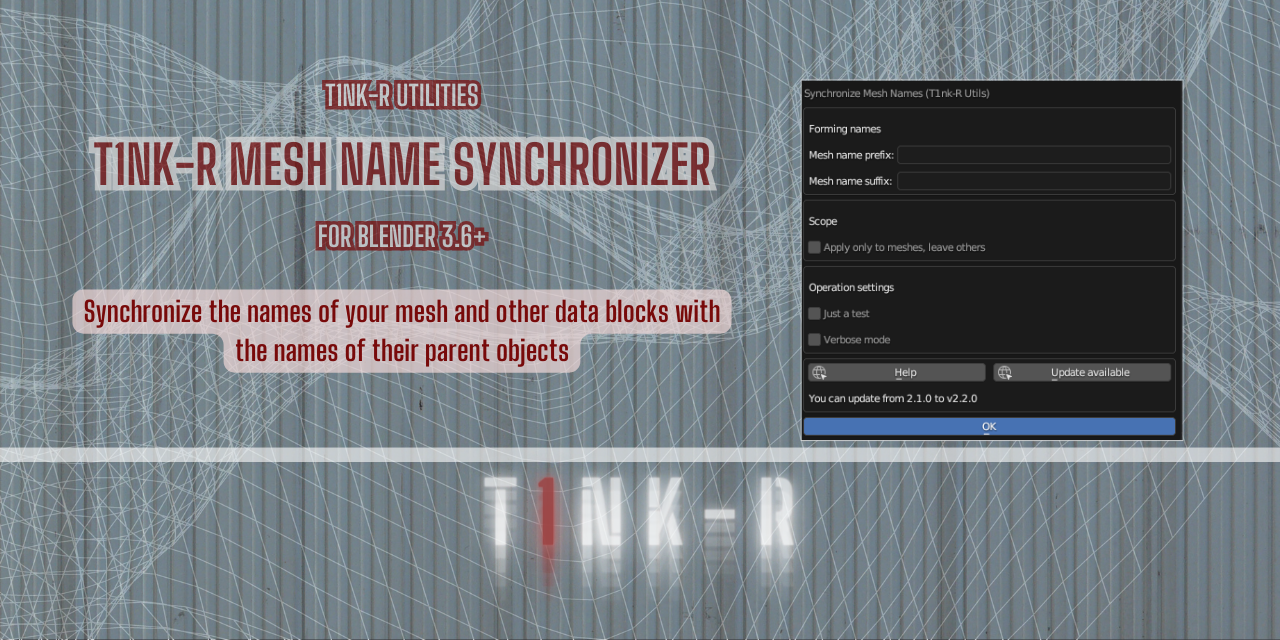 T1NK-R UTILITIES
T1NK-R MESH NAME SYNCHRONIZER
FOR BLENDER 3.6+
Synchronize the names of your mesh and other data blocks with
the names of their parent objects
Synchronize Mesh Names (T1nk-R Utils)
Forming names
Mesh name prefix:
Mesh name suffix:
Scope
Apply only to meshes, leave others
Operation settings
Just a test
Verbose mode
Help
Update available
You can update from 2.1.0 to v2.2.0
OK
T1NK-R